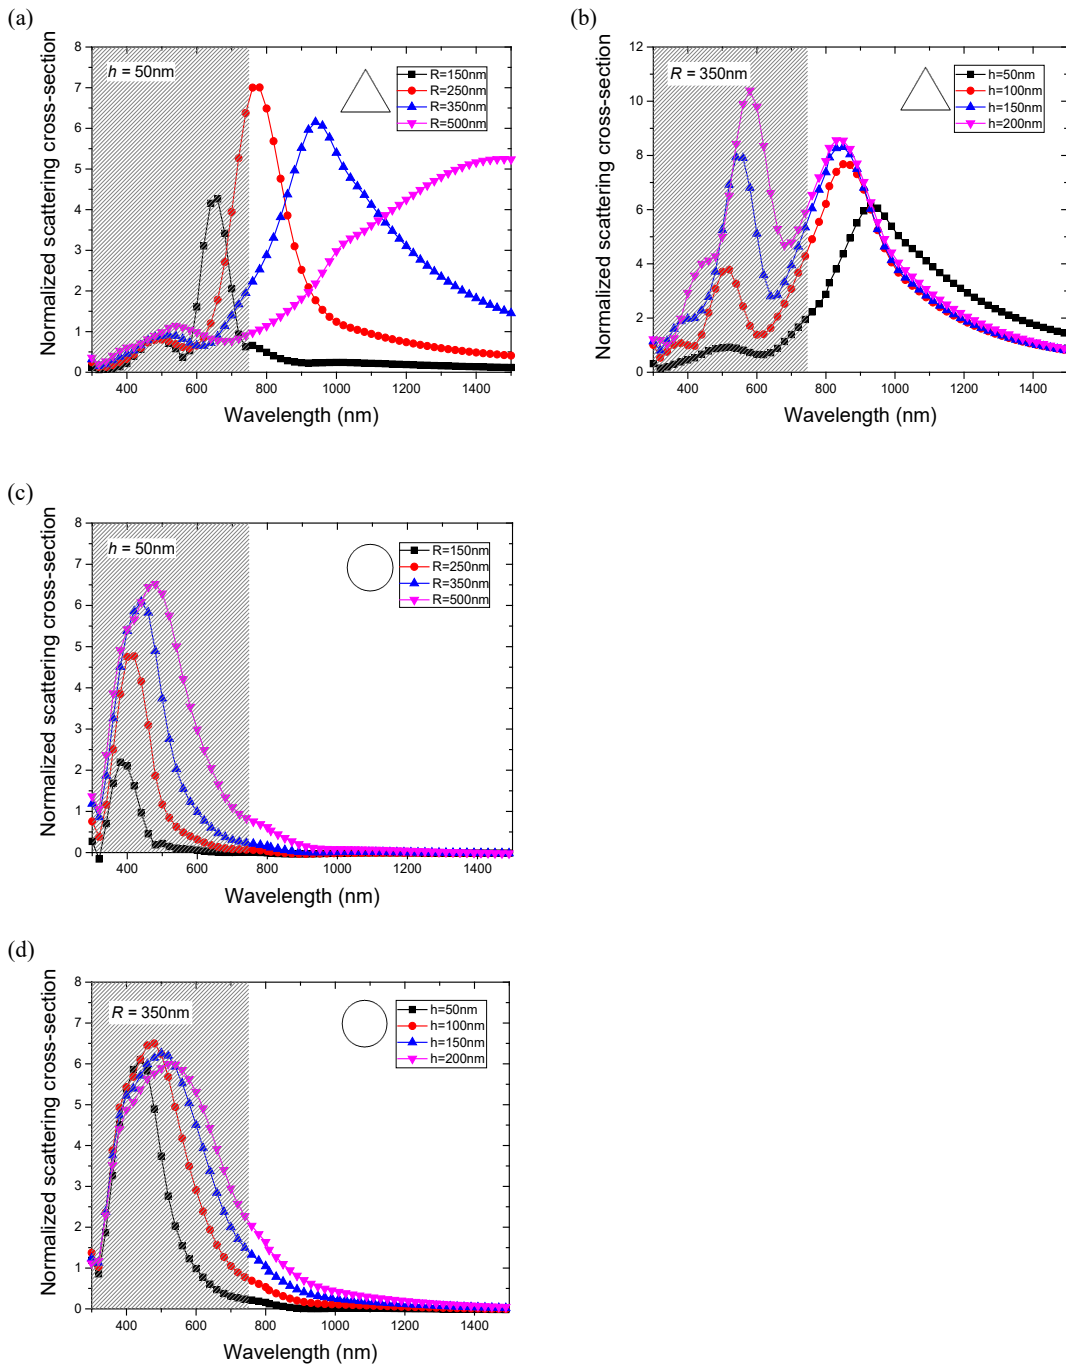 (a)
8
7
6
5
4
3
2
1
0
400
600
800
1000
1200
1400
Normalized scattering cross-section
Wavelength (nm)
h = 50nm
R=150nm
R=250nm
R=350nm
R=500nm
(b)
12
10
8
6
4
2
0
400
600
800
1000
1200
1400
Normalized scattering cross-section
Wavelength (nm)
R = 350nm
h=50nm
h=100nm
h=150nm
h=200nm
(c)
8
7
6
5
4
3
2
1
0
400
600
800
1000
1200
1400
Normalized scattering cross-section
Wavelength (nm)
h = 50nm
R=150nm
R=250nm
R=350nm
R=500nm
(d)
8
7
6
5
4
3
2
1
0
400
600
800
1000
1200
1400
Normalized scattering cross-section
Wavelength (nm)
R = 350nm
h=50nm
h=100nm
h=150nm
h=200nm